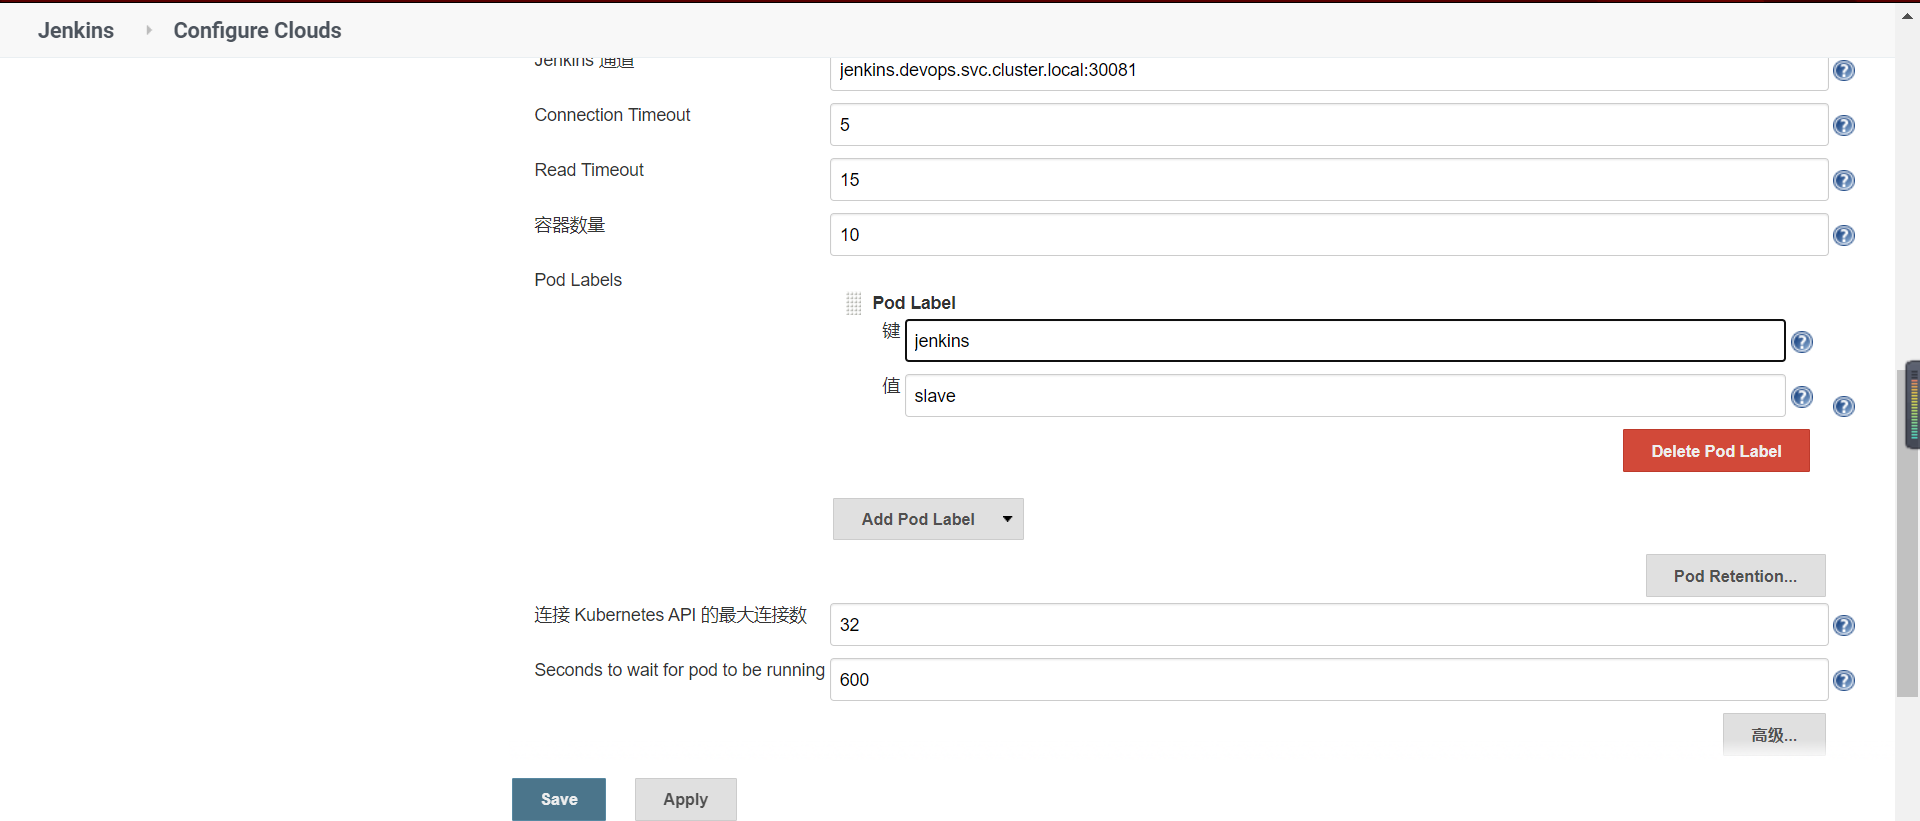 Jenkins Configure Clouds
Jenkins 通道 jenkins.devops.svc.cluster.local:30081
Connection Timeout 5
Read Timeout 15
容器数量 10
Pod Labels
Pod Label
键 jenkins
值 slave
Delete Pod Label
Add Pod Label
Pod Retention...
连接 Kubernetes API 的最大连接数 32
Seconds to wait for pod to be running 600
高级...
Save Apply